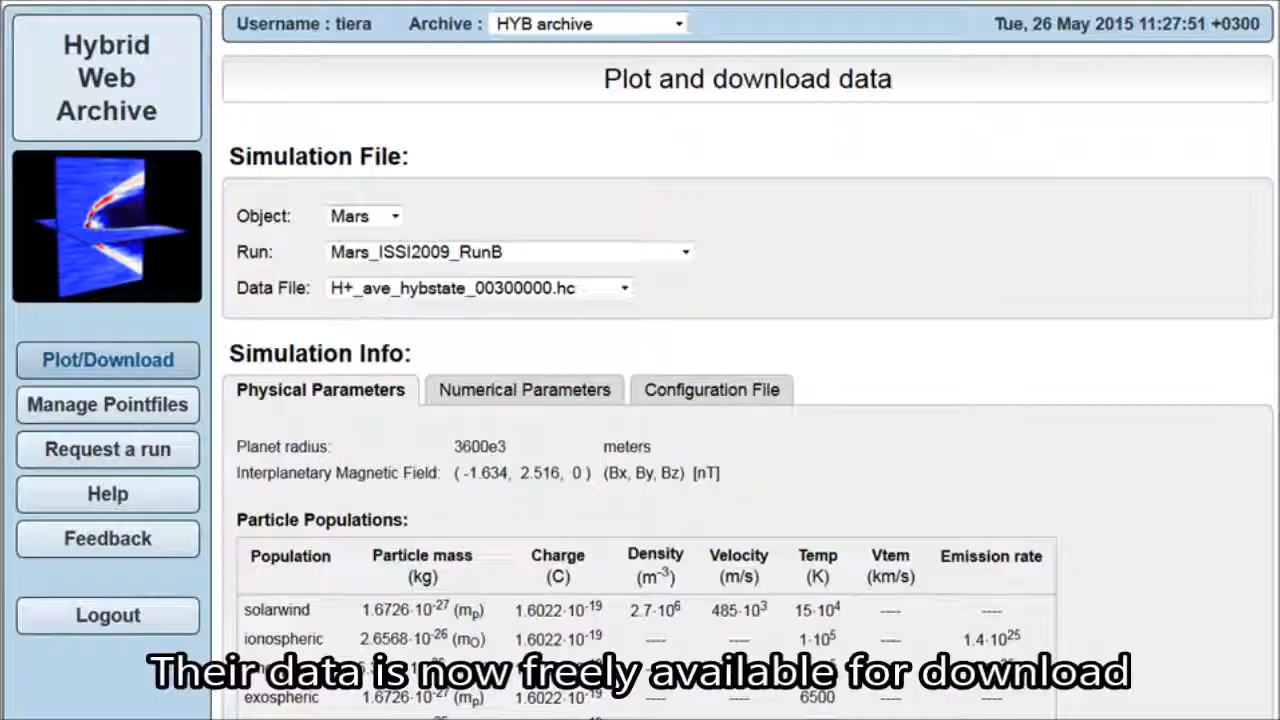 Hybrid
Web
Archive
Username : tiera Archive : HYB archive Tue, 26 May 2015 11:27:51 +0300
Plot and download data
Simulation File:
Object: Mars
Run: Mars_ISSI2009_RunB
Data File: H+_ave_hybstate_00300000.hc
Plot/Download
Manage Pointfiles
Request a run
Help
Feedback
Logout
Simulation Info:
Physical Parameters Numerical Parameters Configuration File
Planet radius: 3600e3 meters
Interplanetary Magnetic Field: ( -1.634, 2.516, 0 ) (Bx, By, Bz) [nT]
Particle Populations:
Population Particle mass Charge Density Velocity Temp Vtem Emission rate
(kg) (C) (m⁻³) (m/s) (K) (km/s)
solarwind 1.6726·10⁻²⁷ (mp) 1.6022·10⁻¹⁹ 2.7·10⁶ 485·10³ 15·10⁴ ---- ----
ionospheric 2.6568·10⁻²⁶ (mO) 1.6022·10⁻¹⁹ ---- ---- 1·10⁵ ---- 1.4·10²⁵
Their data is now freely available for download
exospheric 1.6726·10⁻²⁷ (mp) 1.6022·10⁻¹⁹ 6500